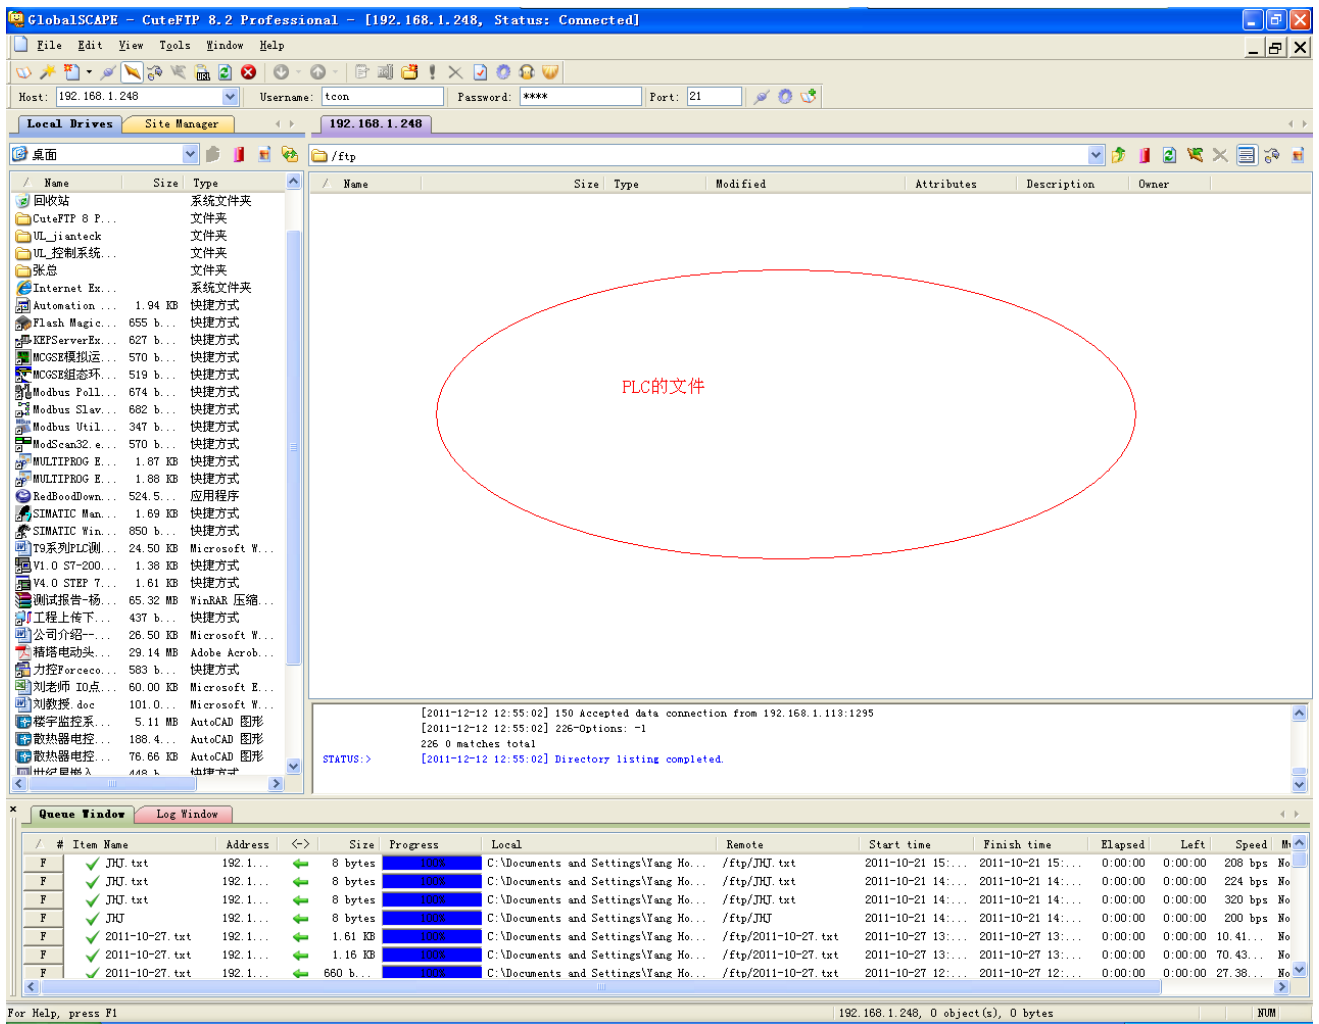 GlobalSCAPE - CuteFTP 8.2 Professional - [192.168.1.248, Status: Connected]
File Edit View Tools Window Help
Host: 192.168.1.248 Username: tcon Password: **** Port: 21
Local Drives Site Manager 192.168.1.248
桌面 /ftp
Name Size Type Name Size Type Modified Attributes Description Owner
回收站 系统文件夹
CuteFTP 8 P... 文件夹
UL_jianteck 文件夹
UL_控制系统... 文件夹
张总 文件夹
Internet Ex... 系统文件夹
Automation ... 1.94 KB 快捷方式
Flash Magic... 655 b... 快捷方式
KEPServerEx... 627 b... 快捷方式
MCGSE模拟运... 570 b... 快捷方式
MCGSE组态环... 519 b... 快捷方式
Modbus Poll... 674 b... 快捷方式
Modbus Slav... 682 b... 快捷方式
Modbus Util... 347 b... 快捷方式
ModScan32.e... 570 b... 快捷方式
MULTIPROG E... 1.87 KB 快捷方式
MULTIPROG E... 1.88 KB 快捷方式
RedBoodDown... 524.5... 应用程序
SIMATIC Man... 1.69 KB 快捷方式
SIMATIC Win... 850 b... 快捷方式
T9系列PLC测... 24.50 KB Microsoft W...
V1.0 S7-200... 1.38 KB 快捷方式
V4.0 STEP 7... 1.61 KB 快捷方式
测试报告-杨... 65.32 MB WinRAR 压缩...
工程上传下... 437 b... 快捷方式
公司介绍--... 26.50 KB Microsoft W...
精塔电动头... 29.14 MB Adobe Acrob...
力控Forceco... 583 b... 快捷方式
刘老师 IO点... 60.00 KB Microsoft E...
刘教授.doc 101.0... Microsoft W...
楼宇监控系... 5.11 MB AutoCAD 图形
散热器电控... 188.4... AutoCAD 图形
散热器电控... 76.66 KB AutoCAD 图形
世纪星嵌入 448 b 快捷方式
PLC的文件
[2011-12-12 12:55:02] 150 Accepted data connection from 192.168.1.113:1295
[2011-12-12 12:55:02] 226-Options: -l
226 0 matches total
STATUS:> [2011-12-12 12:55:02] Directory listing completed.
Queue Window Log Window
# Item Name Address <-> Size Progress Local Remote Start time Finish time Elapsed Left Speed
F JHJ.txt 192.1... 8 bytes 100% C:\Documents and Settings\Yang Ho... /ftp/JHJ.txt 2011-10-21 15:... 2011-10-21 15:... 0:00:00 0:00:00 208 bps No
F JHJ.txt 192.1... 8 bytes 100% C:\Documents and Settings\Yang Ho... /ftp/JHJ.txt 2011-10-21 14:... 2011-10-21 14:... 0:00:00 0:00:00 224 bps No
F JHJ.txt 192.1... 8 bytes 100% C:\Documents and Settings\Yang Ho... /ftp/JHJ.txt 2011-10-21 14:... 2011-10-21 14:... 0:00:00 0:00:00 320 bps No
F JHJ 192.1... 8 bytes 100% C:\Documents and Settings\Yang Ho... /ftp/JHJ 2011-10-21 14:... 2011-10-21 14:... 0:00:00 0:00:00 200 bps No
F 2011-10-27.txt 192.1... 1.61 KB 100% C:\Documents and Settings\Yang Ho... /ftp/2011-10-27.txt 2011-10-27 13:... 2011-10-27 13:... 0:00:00 0:00:00 10.41... No
F 2011-10-27.txt 192.1... 1.16 KB 100% C:\Documents and Settings\Yang Ho... /ftp/2011-10-27.txt 2011-10-27 13:... 2011-10-27 13:... 0:00:00 0:00:00 70.43... No
F 2011-10-27.txt 192.1... 660 b... 100% C:\Documents and Settings\Yang Ho... /ftp/2011-10-27.txt 2011-10-27 12:... 2011-10-27 12:... 0:00:00 0:00:00 27.38... No
For Help, press F1 192.168.1.248, 0 object(s), 0 bytes NUM